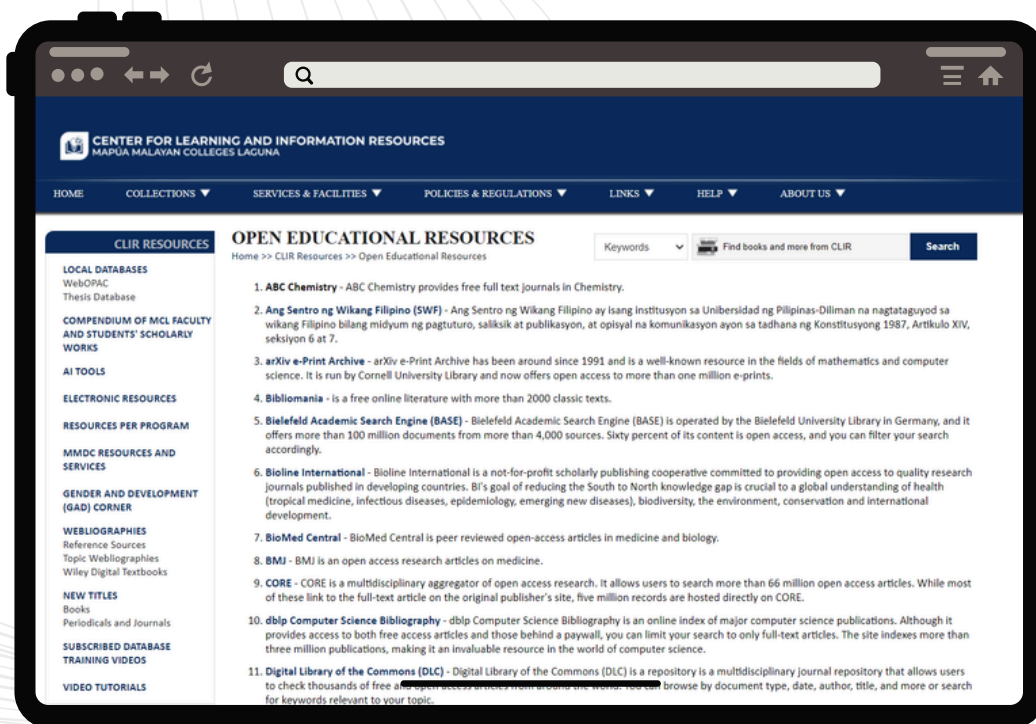 CENTER FOR LEARNING AND INFORMATION RESOURCES
MAPÚA MALAYAN COLLEGES LAGUNA
HOME COLLECTIONS SERVICES & FACILITIES POLICIES & REGULATIONS LINKS HELP ABOUT US
CLIR RESOURCES
LOCAL DATABASES
WebOPAC
Thesis Database
COMPENDIUM OF MCL FACULTY
AND STUDENTS' SCHOLARLY
WORKS
AI TOOLS
ELECTRONIC RESOURCES
RESOURCES PER PROGRAM
MMDC RESOURCES AND
SERVICES
GENDER AND DEVELOPMENT
(GAD) CORNER
WEBLIOGRAPHIES
Reference Sources
Topic Webliographies
Wiley Digital Textbooks
NEW TITLES
Books
Periodicals and Journals
SUBSCRIBED DATABASE
TRAINING VIDEOS
VIDEO TUTORIALS
OPEN EDUCATIONAL RESOURCES
Home >> CLIR Resources >> Open Educational Resources
Keywords Find books and more from CLIR Search
1. ABC Chemistry - ABC Chemistry provides free full text journals in Chemistry.
2. Ang Sentro ng Wikang Filipino (SWF) - Ang Sentro ng Wikang Filipino ay isang institusyon sa Unibersidad ng Pilipinas-Diliman na nagtataguyod sa
wikang Filipino bilang midyum ng pagtuturo, saliksik at publikasyon, at opisyal na komunikasyon ayon sa tadhana ng Konstitusyong 1987, Artikulo XIV,
seksiyon 6 at 7.
3. arXiv e-Print Archive - arXiv e-Print Archive has been around since 1991 and is a well-known resource in the fields of mathematics and computer
science. It is run by Cornell University Library and now offers open access to more than one million e-prints.
4. Bibliomania - is a free online literature with more than 2000 classic texts.
5. Bielefeld Academic Search Engine (BASE) - Bielefeld Academic Search Engine (BASE) is operated by the Bielefeld University Library in Germany, and it
offers more than 100 million documents from more than 4,000 sources. Sixty percent of its content is open access, and you can filter your search
accordingly.
6. Bioline International - Bioline International is a not-for-profit scholarly publishing cooperative committed to providing open access to quality research
journals published in developing countries. BI's goal of reducing the South to North knowledge gap is crucial to a global understanding of health
(tropical medicine, infectious diseases, epidemiology, emerging new diseases), biodiversity, the environment, conservation and international
development.
7. BioMed Central - BioMed Central is peer reviewed open-access articles in medicine and biology.
8. BMJ - BMJ is an open access research articles on medicine.
9. CORE - CORE is a multidisciplinary aggregator of open access research. It allows users to search more than 66 million open access articles. While most
of these link to the full-text article on the original publisher's site, five million records are hosted directly on CORE.
10. dblp Computer Science Bibliography - dblp Computer Science Bibliography is an online index of major computer science publications. Although it
provides access to both free access articles and those behind a paywall, you can limit your search to only full-text articles. The site indexes more than
three million publications, making it an invaluable resource in the world of computer science.
11. Digital Library of the Commons (DLC) - Digital Library of the Commons (DLC) is a repository is a multidisciplinary journal repository that allows users
to check thousands of free and open access articles from around the world. You can browse by document type, date, author, title, and more or search
for keywords relevant to your topic.